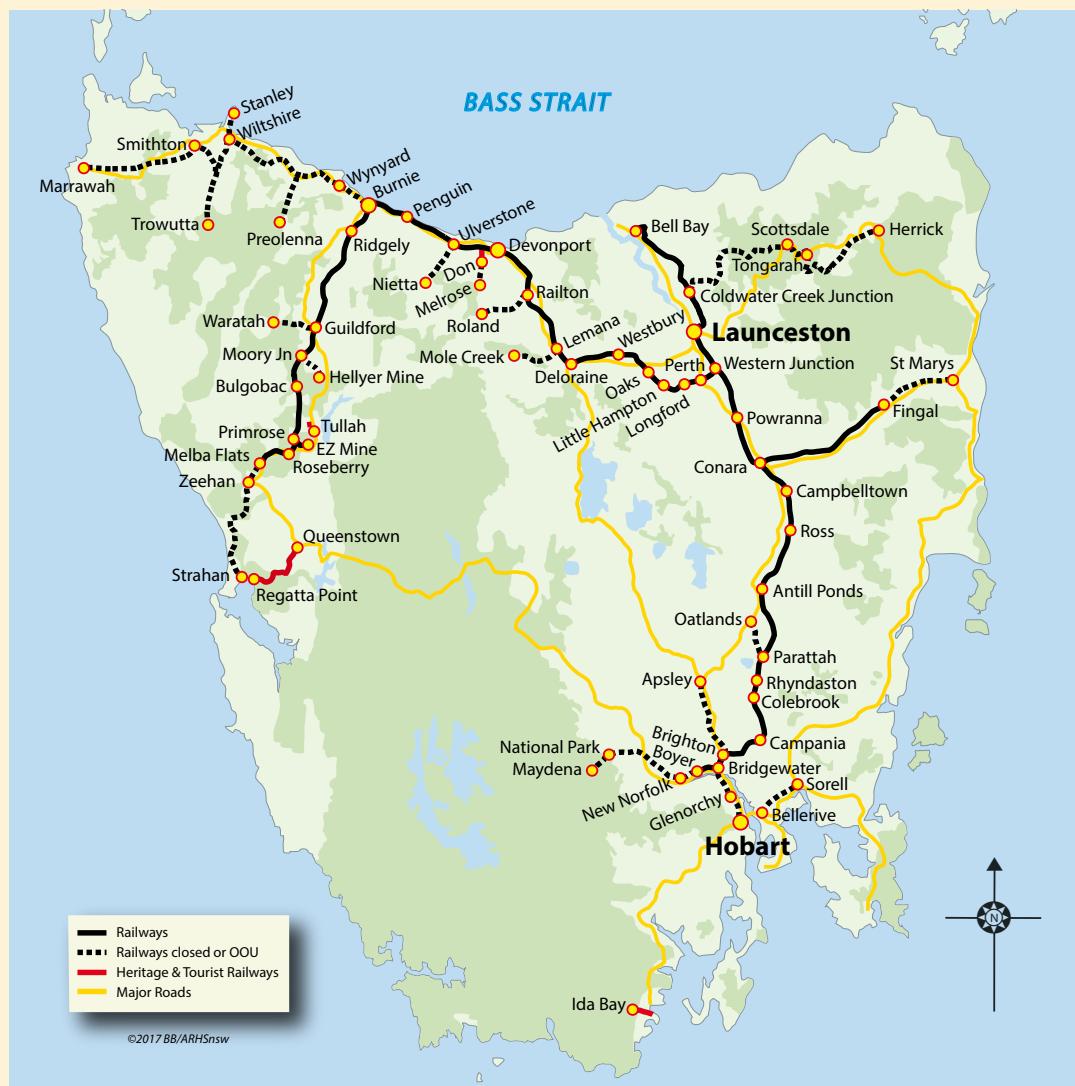 BASS STRAIT
Stanley
Wiltshire
Smithton
Marrawah
Trowutta
Preolenna
Wynyard
Burnie
Penguin
Ulverstone
Devonport
Ridgely
Don
Nietta
Melrose
Railton
Roland
Bell Bay
Scottsdale
Herrick
Tongarah
Coldwater Creek Junction
Waratah
Guildford
Lemana
Westbury
Launceston
Moory Jn
Mole Creek
Deloraine
Perth
Western Junction
St Marys
Hellyer Mine
Bulgobac
Oaks
Little Hampton
Longford
Powranna
Fingal
Tullah
Primrose
EZ Mine
Melba Flats
Roseberry
Conara
Zeehan
Campbelltown
Queenstown
Ross
Strahan
Regatta Point
Antill Ponds
Oatlands
Parattah
Apsley
Rhyndaston
Colebrook
Brighton
Campania
National Park
Boyer
Maydena
Bridgewater
New Norfolk
Sorell
Glenorchy
Bellerive
Hobart
N
Railways
Railways closed or OOU
Heritage & Tourist Railways
Major Roads
Ida Bay
©2017 BB/ARHSnsw